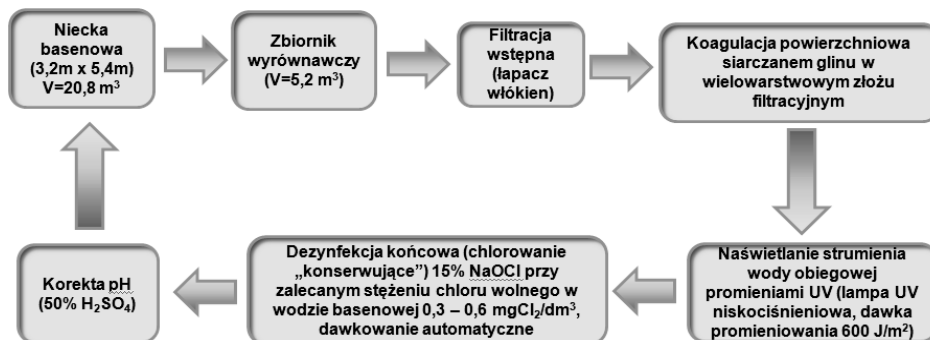 Niecka
basenowa
(3,2m x 5,4m)
V=20,8 m³
Zbiornik
wyrównawczy
(V=5,2 m³)
Filtracja
wstępna
(łapacz
włókien)
Koagulacja powierzchniowa
siarczanem glinu w
wielowarstwowym złożu
filtracyjnym
Naświetlanie strumienia
wody obiegowej
promieniami UV (lampa UV
niskociśnieniowa, dawka
promieniowania 600 J/m²)
Dezynfekcja końcowa (chlorowanie
„konserwujące”) 15% NaOCl przy
zalecanym stężeniu chloru wolnego w
wodzie basenowej 0,3 – 0,6 mgCl₂/dm³,
dawkowanie automatyczne
Korekta pH
(50% H₂SO₄)